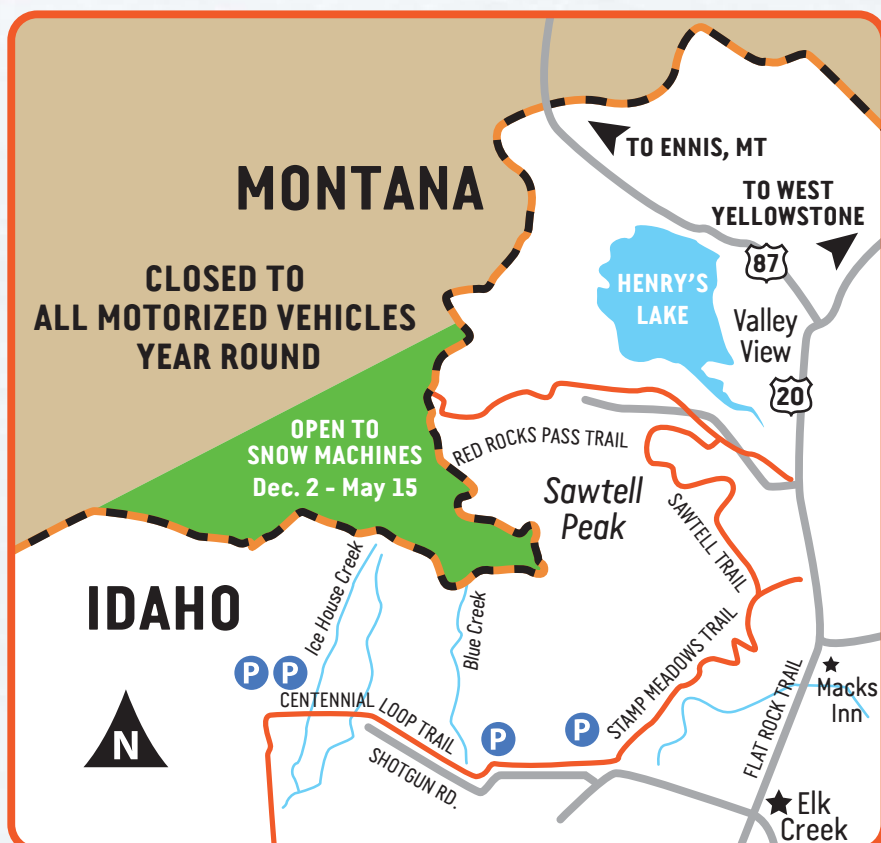 TO ENNIS, MT
MONTANA
TO WEST
YELLOWSTONE
87
CLOSED TO
ALL MOTORIZED VEHICLES
YEAR ROUND
HENRY'S
LAKE
Valley
View
20
OPEN TO
SNOW MACHINES
Dec. 2 - May 15
RED ROCKS PASS TRAIL
Sawtell
Peak
SAWTELL TRAIL
IDAHO
Ice House Creek
Blue Creek
STAMP MEADOWS TRAIL
FLAT ROCK TRAIL
Macks
Inn
P P
CENTENNIAL LOOP TRAIL
P
P
N
SHOTGUN RD.
Elk
Creek